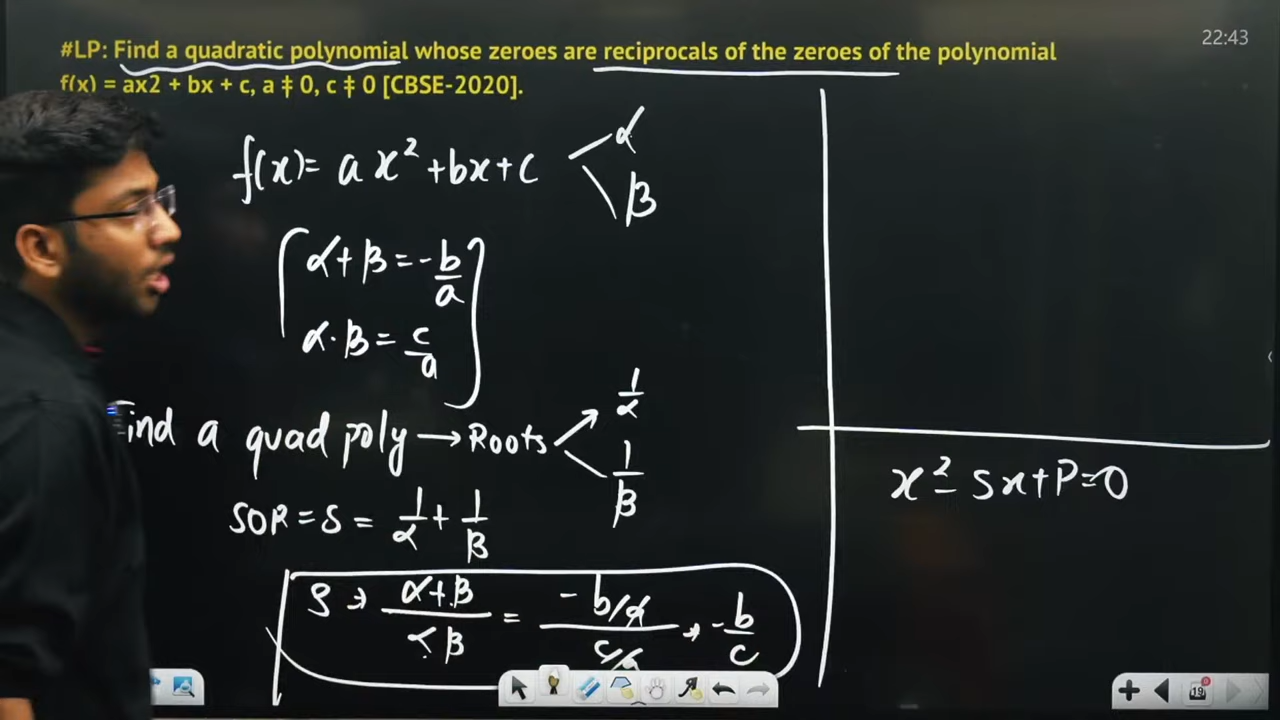 22:43
#LP: Find a quadratic polynomial whose zeroes are reciprocals of the zeroes of the polynomial
f(x) = ax2 + bx + c, a ‡ 0, c ‡ 0 [CBSE-2020].
f(x)= ax²+bx+c
α
β
α+β=-b/a
α·β=c/a
Find a quad poly → Roots
1/α
1/β
SOR = S = 1/α + 1/β
S → α+β/αβ = -b/a/c/a → -b/c
x²-Sx+P=0
19